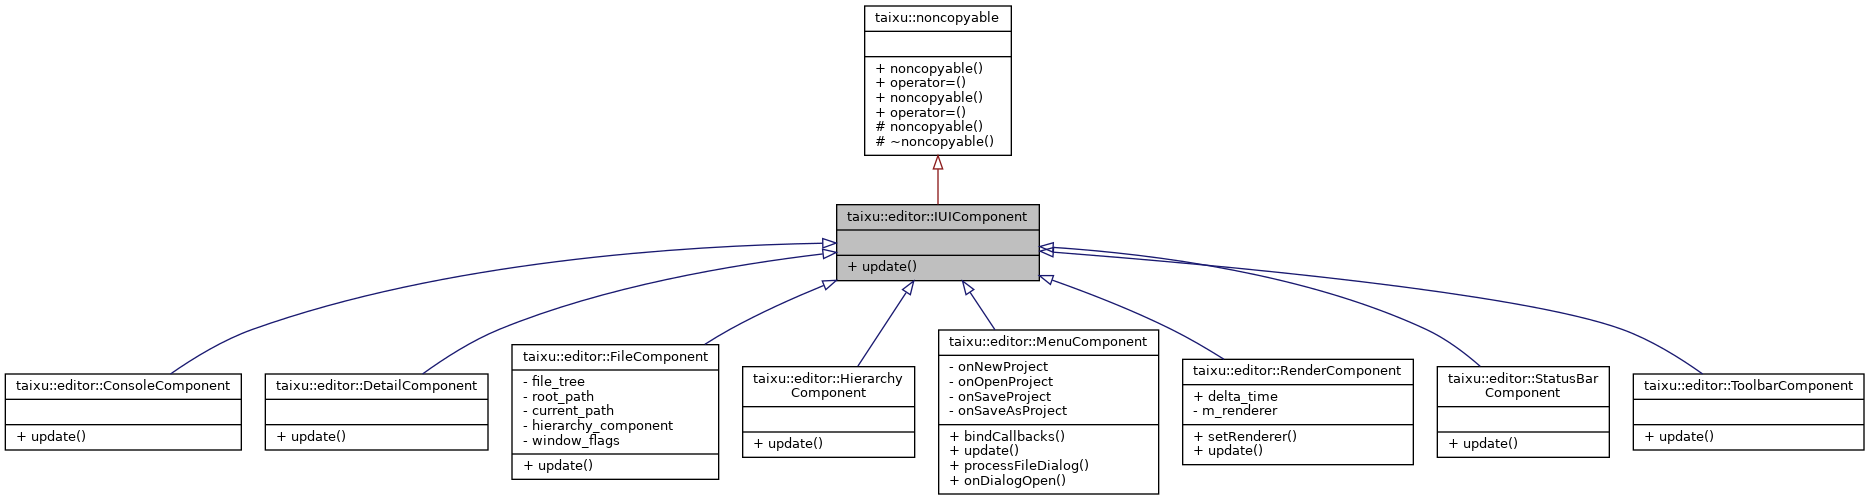 taixu::noncopyable
+ noncopyable()
+ operator=()
+ noncopyable()
+ operator=()
# noncopyable()
# ~noncopyable()
taixu::editor::IUIComponent
+ update()
taixu::editor::ConsoleComponent
+ update()
taixu::editor::DetailComponent
+ update()
taixu::editor::FileComponent
- file_tree
- root_path
- current_path
- hierarchy_component
- window_flags
+ update()
taixu::editor::Hierarchy
Component
+ update()
taixu::editor::MenuComponent
- onNewProject
- onOpenProject
- onSaveProject
- onSaveAsProject
+ bindCallbacks()
+ update()
+ processFileDialog()
+ onDialogOpen()
taixu::editor::RenderComponent
+ delta_time
- m_renderer
+ setRenderer()
+ update()
taixu::editor::StatusBar
Component
+ update()
taixu::editor::ToolbarComponent
+ update()